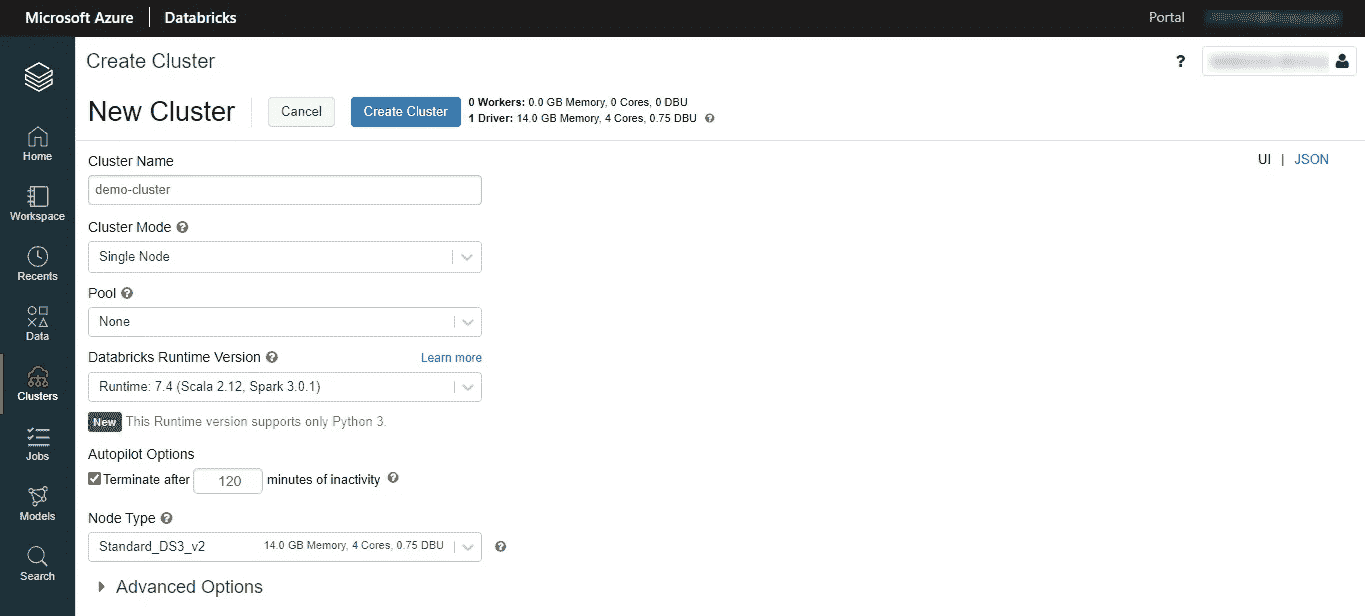 Microsoft Azure | Databricks
Portal
Create Cluster
?
New Cluster
Cancel
Create Cluster
0 Workers: 0.0 GB Memory, 0 Cores, 0 DBU
1 Driver: 14.0 GB Memory, 4 Cores, 0.75 DBU ?
UI | JSON
Home
Workspace
Recents
Data
Clusters
Jobs
Models
Search
Cluster Name
demo-cluster
Cluster Mode ?
Single Node
Pool ?
None
Databricks Runtime Version ? Learn more
Runtime: 7.4 (Scala 2.12, Spark 3.0.1)
New This Runtime version supports only Python 3.
Autopilot Options
Terminate after 120 minutes of inactivity ?
Node Type ?
Standard_DS3_v2 14.0 GB Memory, 4 Cores, 0.75 DBU ?
Advanced Options